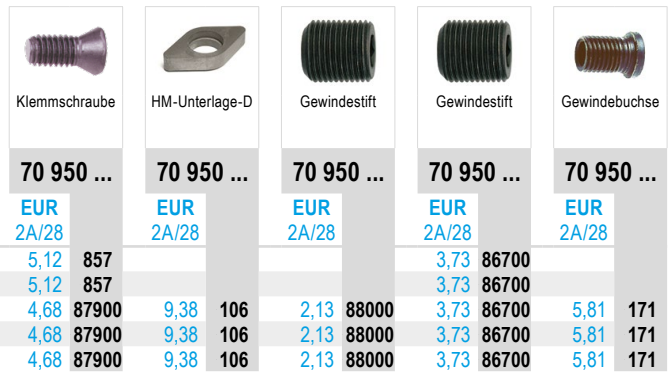 Klemmschraube HM-Unterlage-D Gewindestift Gewindestift Gewindebuchse
70 950 ... 70 950 ... 70 950 ... 70 950 ... 70 950 ...
EUR EUR EUR EUR EUR
2A/28 2A/28 2A/28 2A/28 2A/28
5,12 857 3,73 86700
5,12 857 3,73 86700
4,68 87900 9,38 106 2,13 88000 3,73 86700 5,81 171
4,68 87900 9,38 106 2,13 88000 3,73 86700 5,81 171
4,68 87900 9,38 106 2,13 88000 3,73 86700 5,81 171